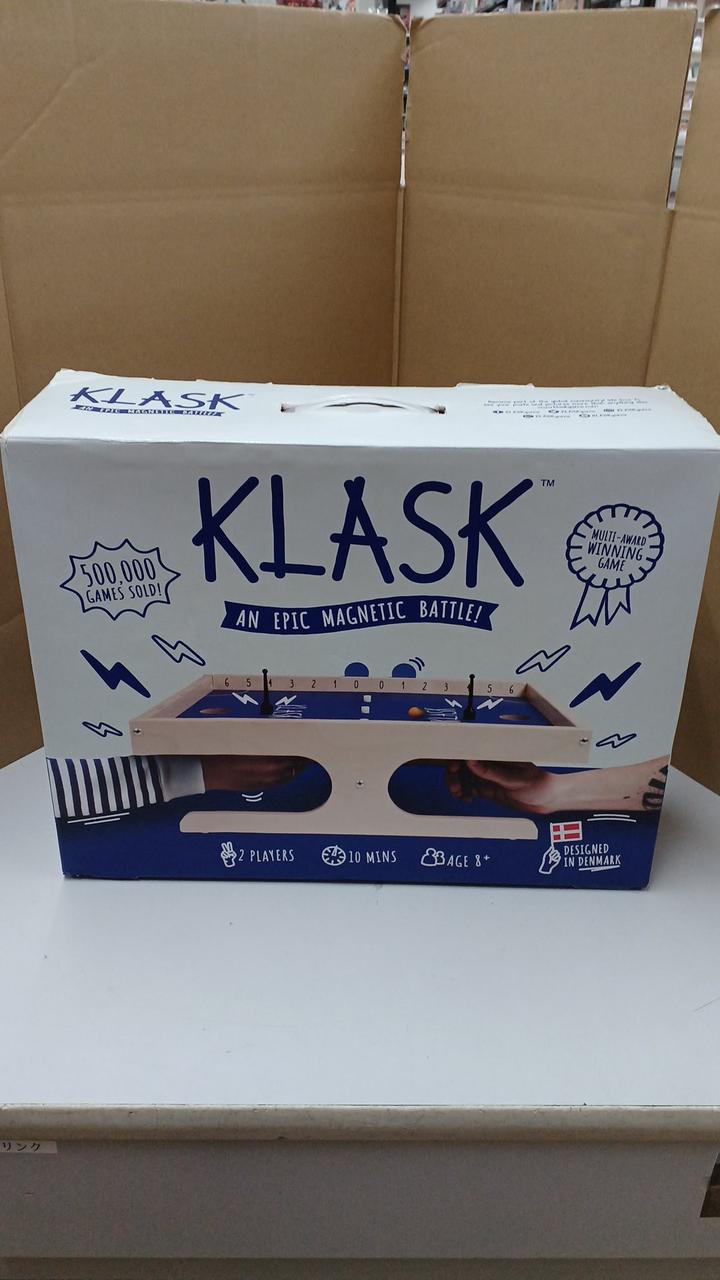 KLASK
AN EPIC MAGNETIC BATTLE!
KLASK™
500,000
GAMES SOLD!
MULTI-AWARD
WINNING
GAME
AN EPIC MAGNETIC BATTLE!
6 5 4 3 2 1 0 0 1 2 3 5 6
2 PLAYERS
10 MINS
AGE 8+
DESIGNED
IN DENMARK
リンク